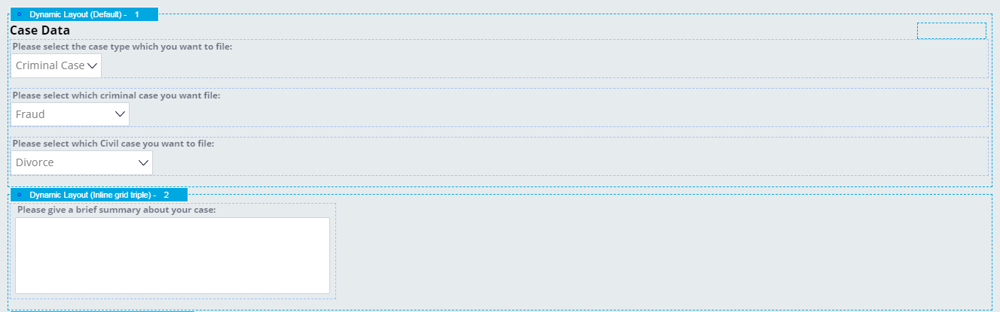 Dynamic Layout (Default) - 1
Case Data
Please select the case type which you want to file:
Criminal Case
Please select which criminal case you want file:
Fraud
Please select which Civil case you want to file:
Divorce
Dynamic Layout (Inline grid triple) - 2
Please give a brief summary about your case: